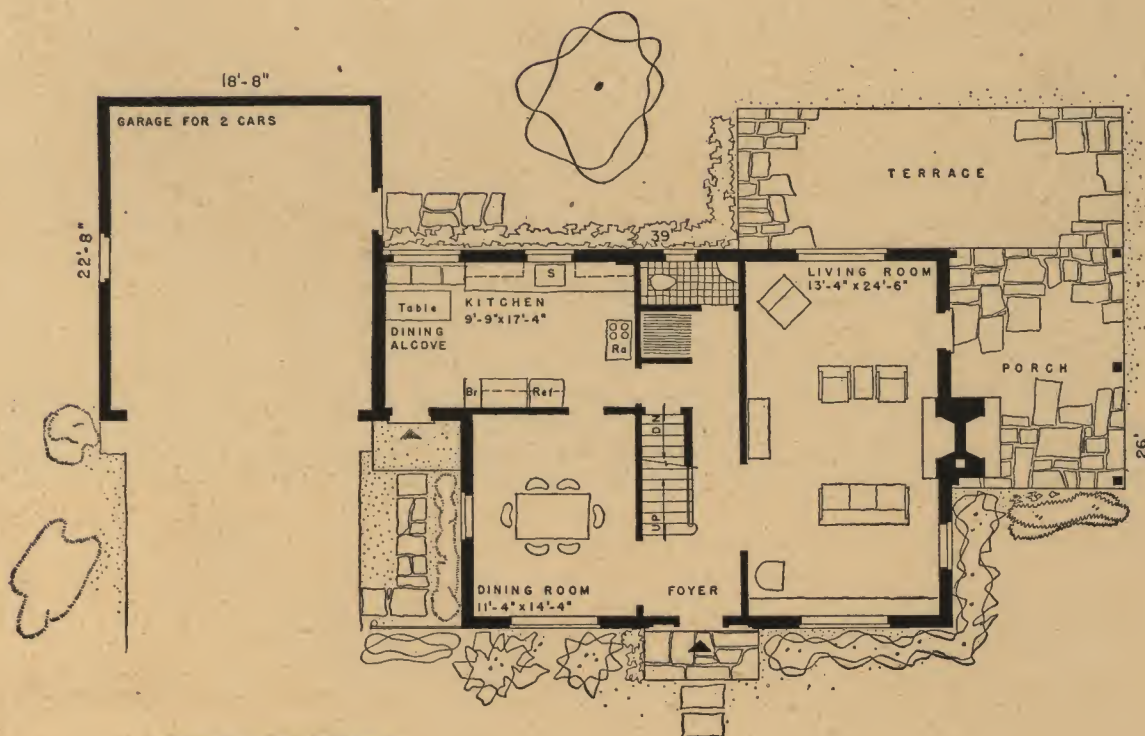 18'-8"
GARAGE FOR 2 CARS
22'-8"
TERRACE
39
LIVING ROOM
13'-4" x 24'-6"
S
Table
KITCHEN
9'-9" x 17'-4"
DINING
ALCOVE
Ra
PORCH
Br
Ref
DN
26'
UP
DINING ROOM
11'-4" x 14'-4"
FOYER